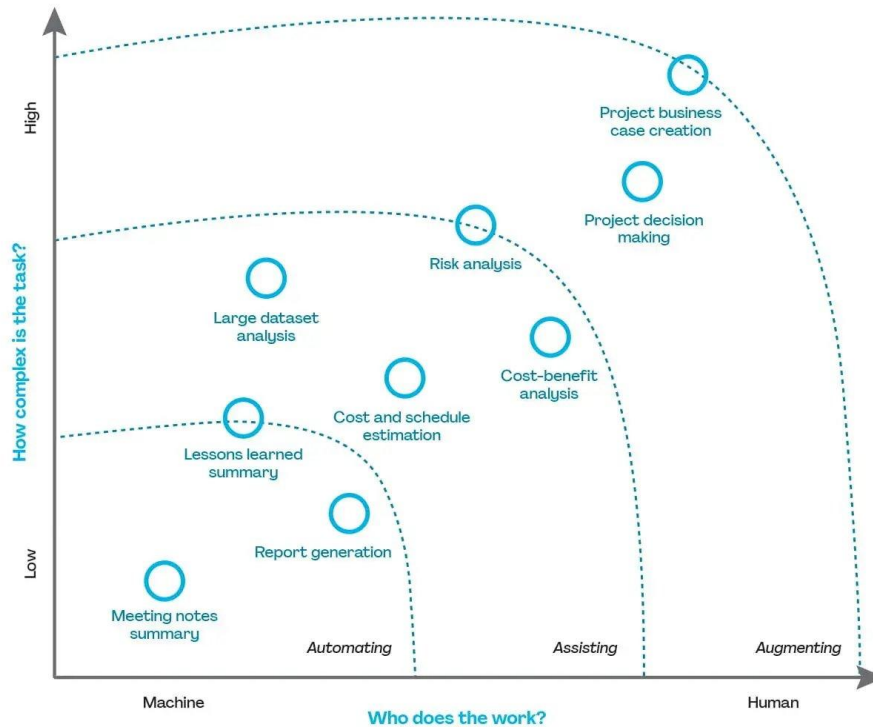 High
How complex is the task?
Low
Project business
case creation
Project decision
making
Risk analysis
Large dataset
analysis
Cost-benefit
analysis
Cost and schedule
estimation
Lessons learned
summary
Report generation
Meeting notes
summary
Automating
Assisting
Augmenting
Machine
Human
Who does the work?